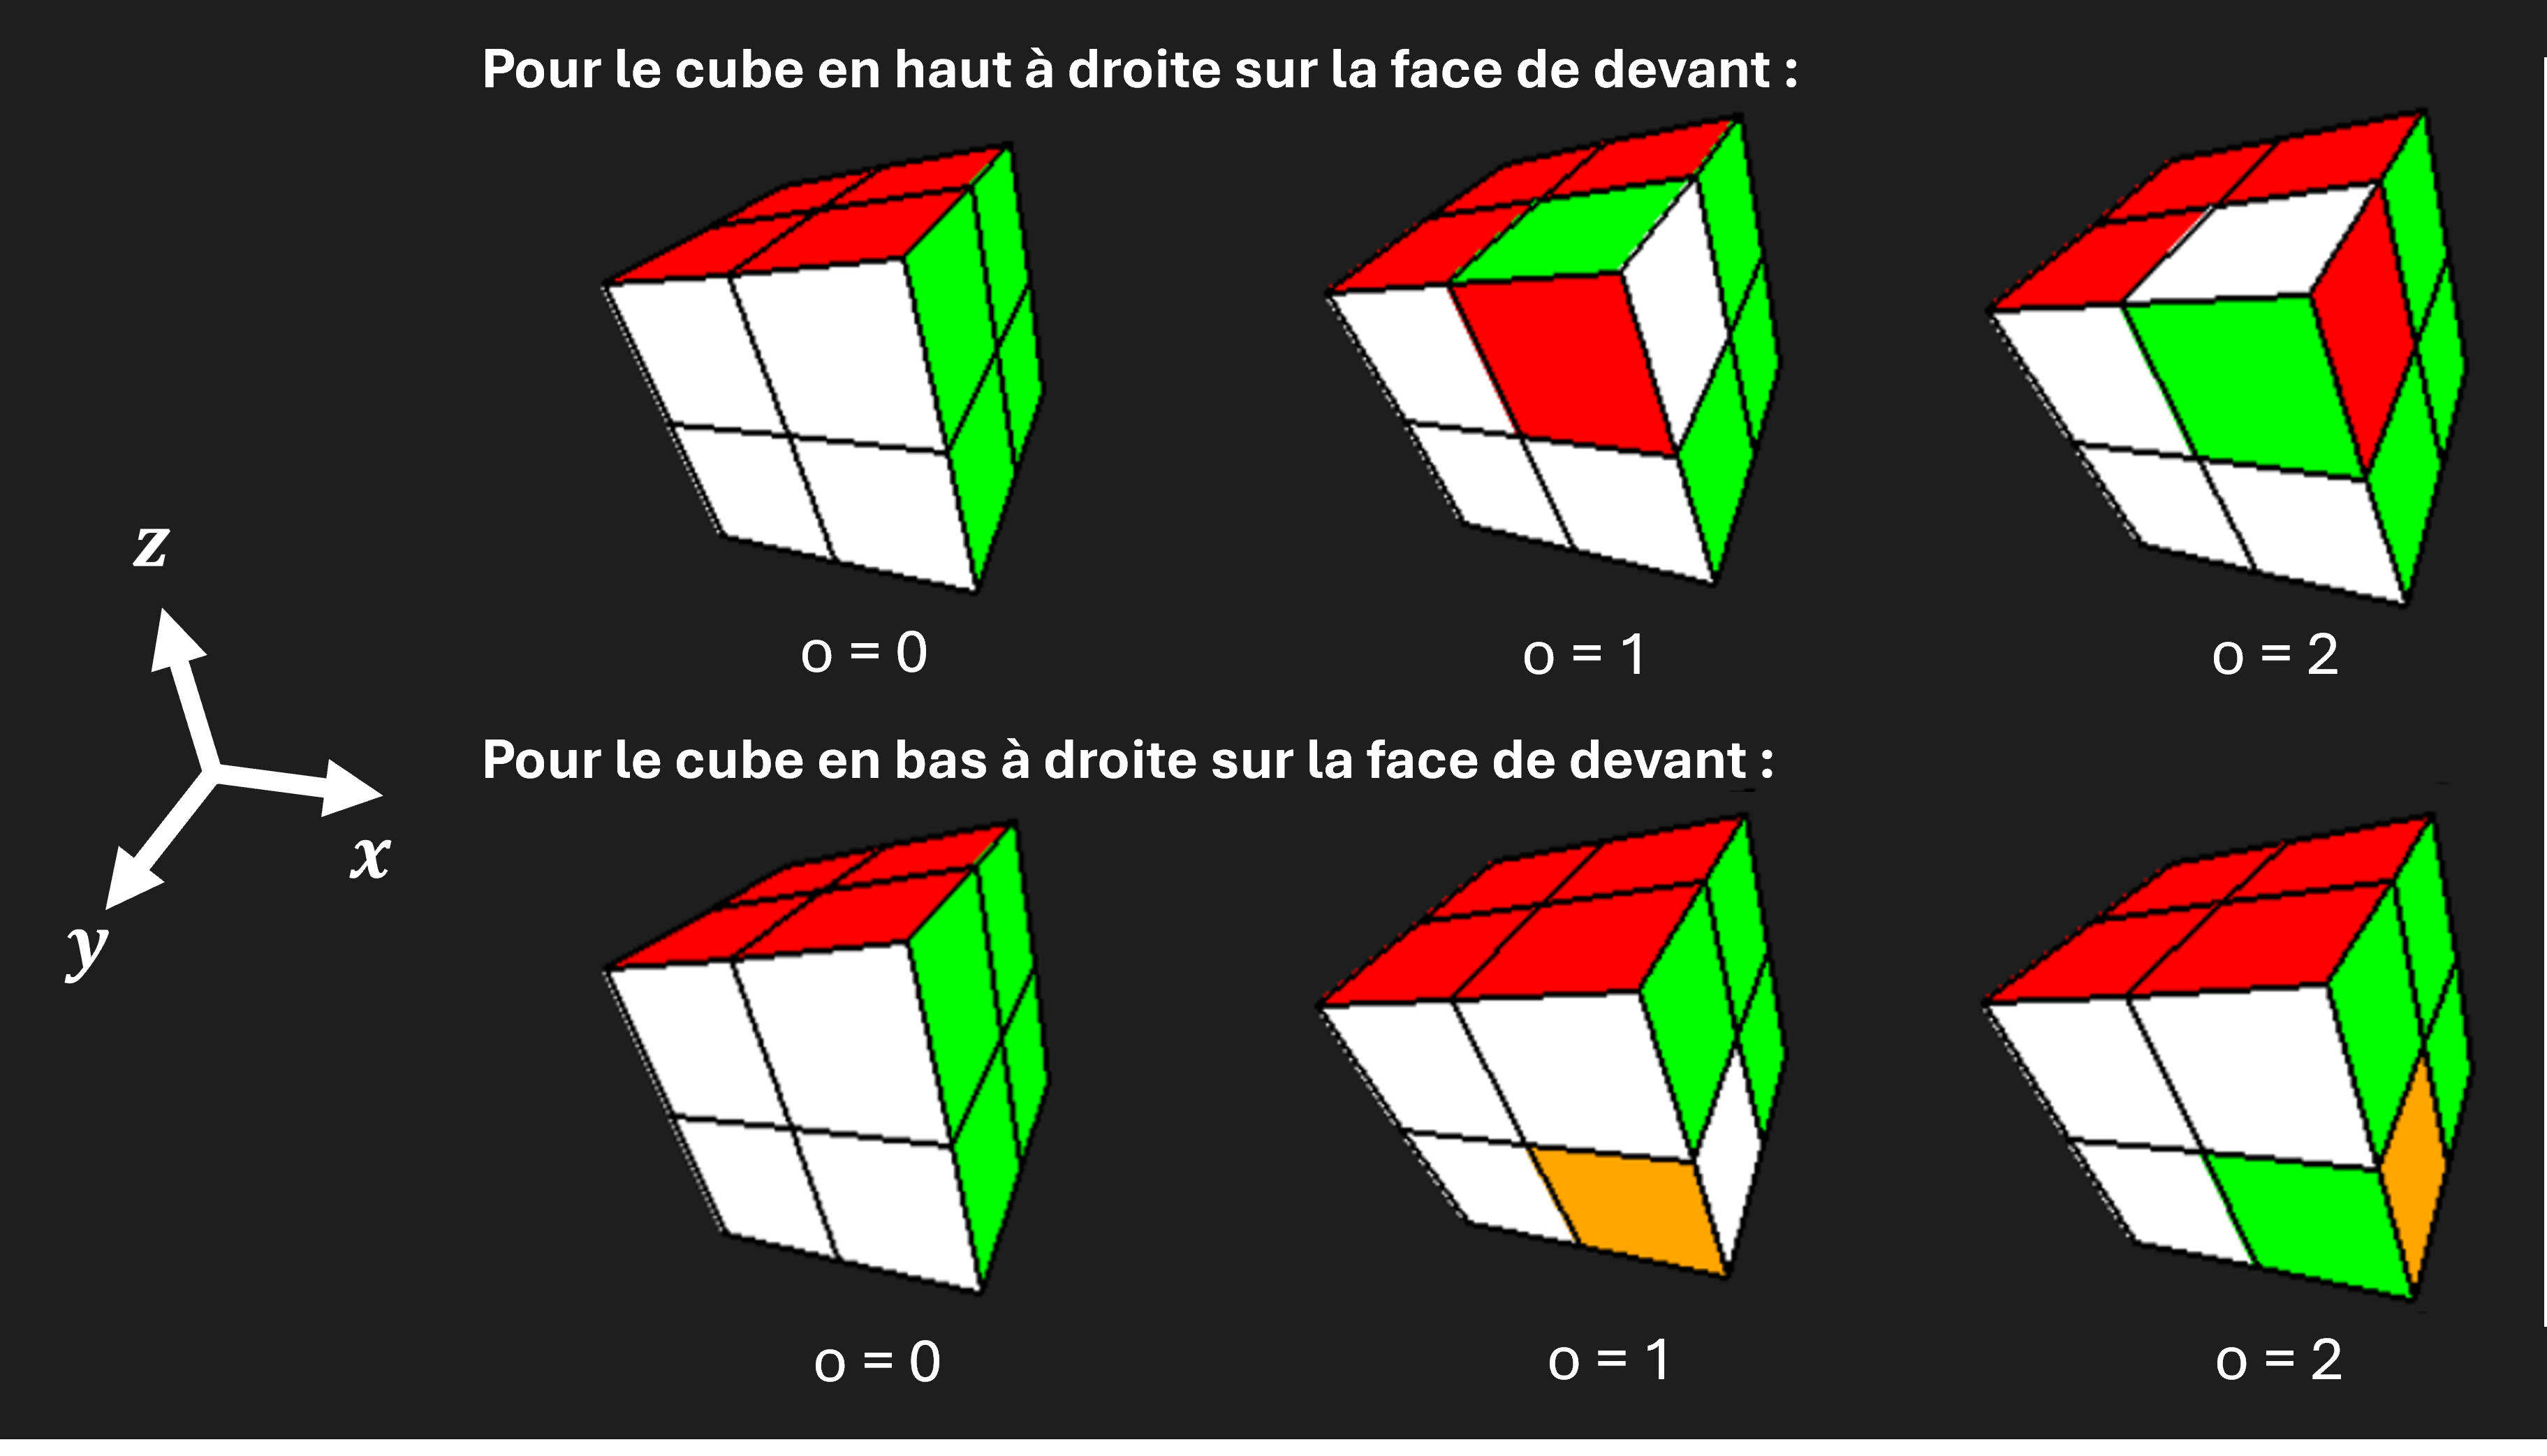 Pour le cube en haut à droite sur la face de devant :
o = 0
o = 1
o = 2
z
x
y
Pour le cube en bas à droite sur la face de devant :
o = 0
o = 1
o = 2